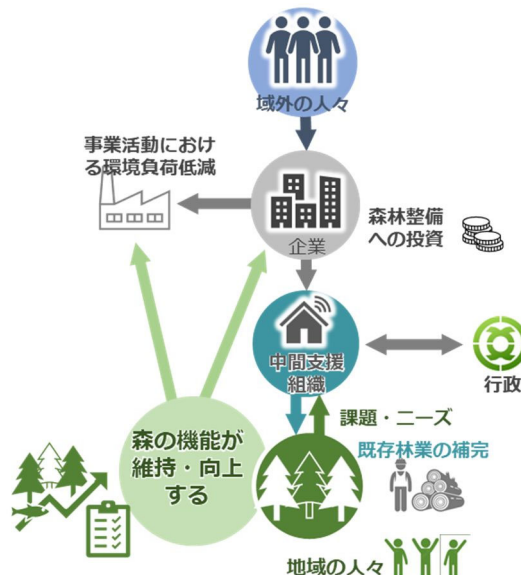 域外の人々
事業活動におけ
る環境負荷低減
企業
森林整備
への投資
中間支援
組織
行政
課題・ニーズ
既存林業の補完
森の機能が
維持・向上
する
地域の人々